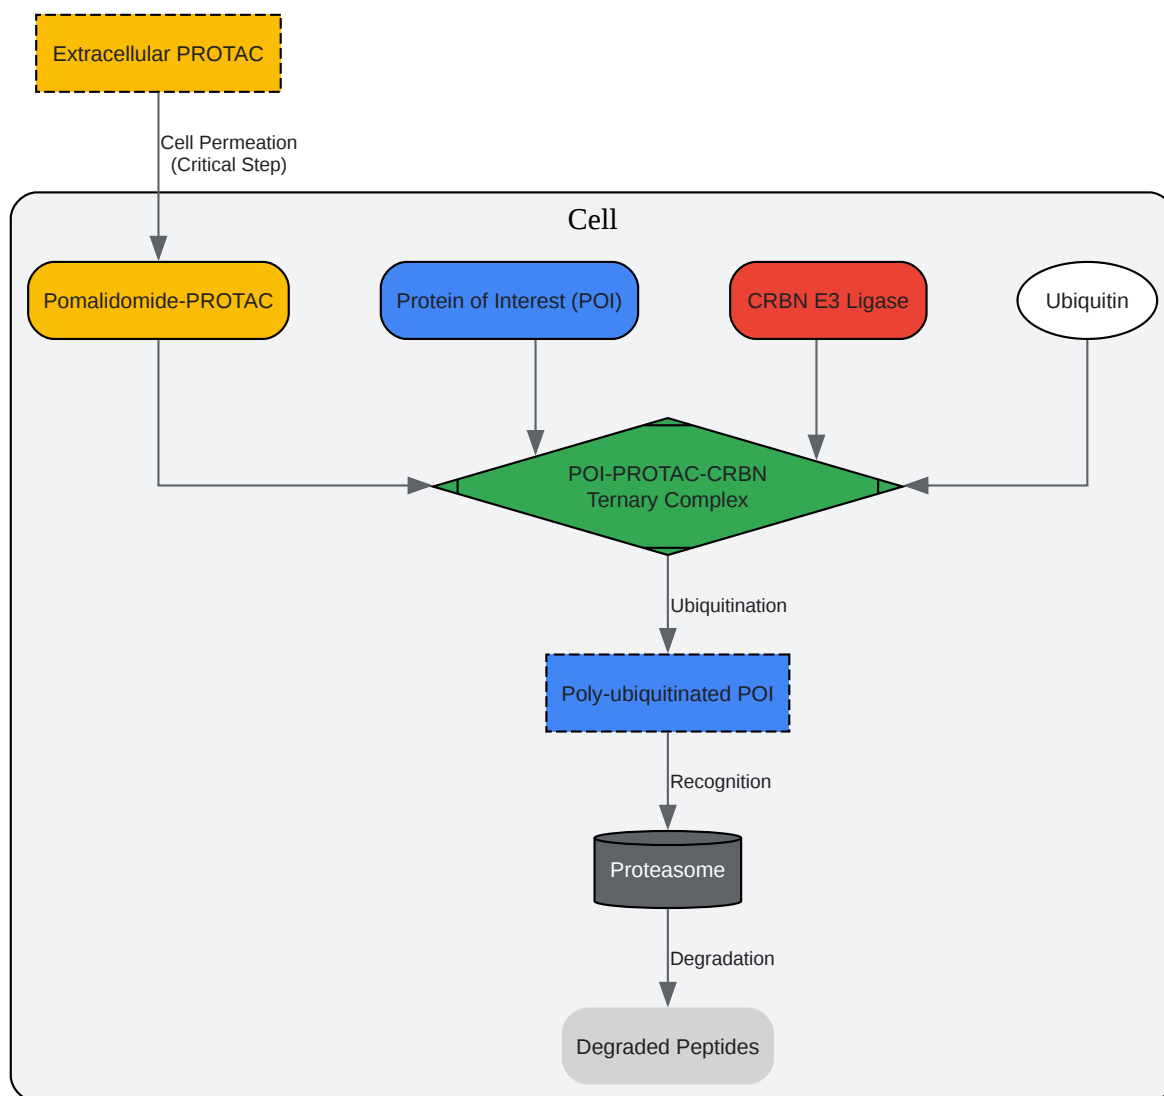 Extracellular PROTAC
Cell Permeation
(Critical Step)
Cell
Pomalidomide-PROTAC
Protein of Interest (POI)
CRBN E3 Ligase
Ubiquitin
POI-PROTAC-CRBN
Ternary Complex
Ubiquitination
Poly-ubiquitinated POI
Recognition
Proteasome
Degradation
Degraded Peptides